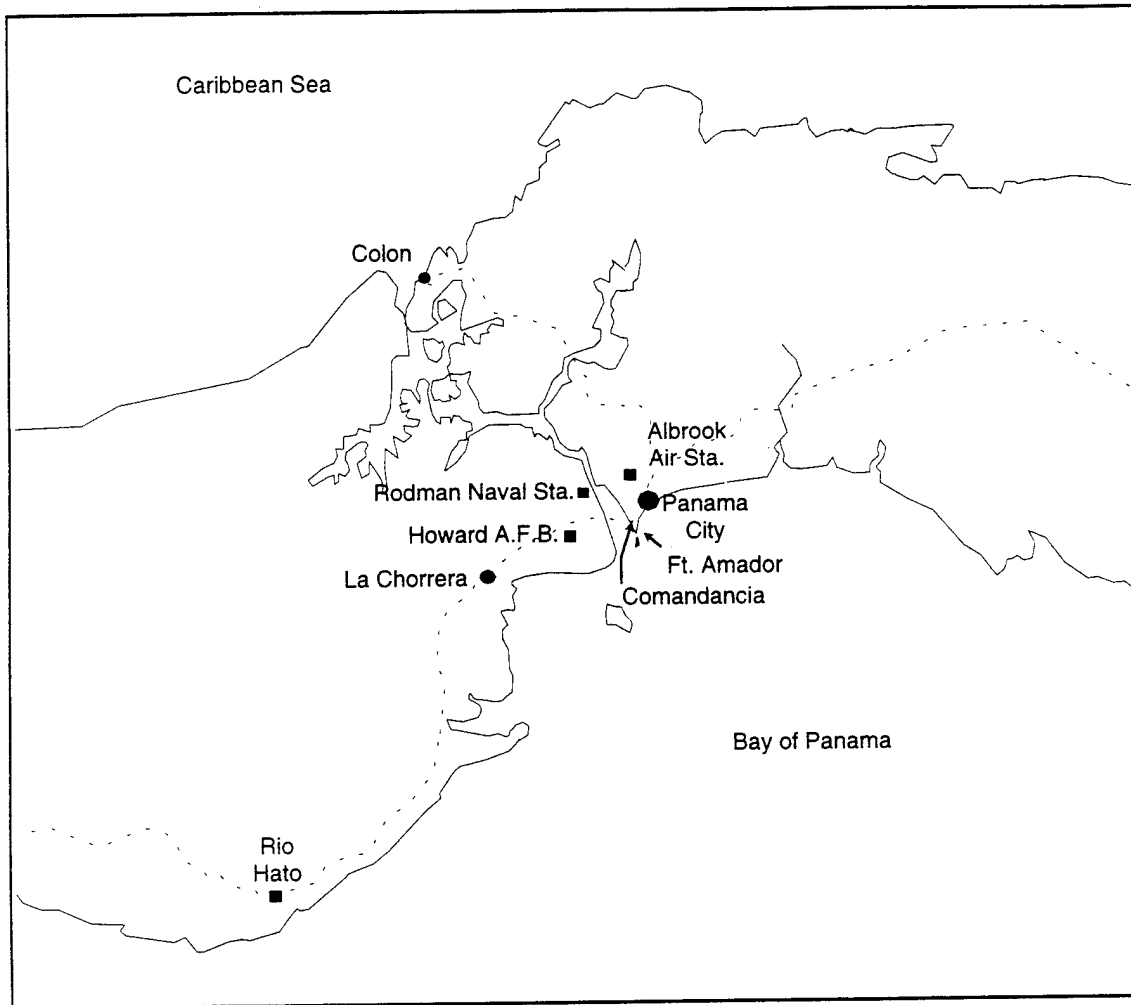 Caribbean Sea
Colon
Albrook
Air Sta.
Rodman Naval Sta.
Panama
City
Howard A.F.B.
Ft. Amador
La Chorrera
Comandancia
Bay of Panama
Rio
Hato